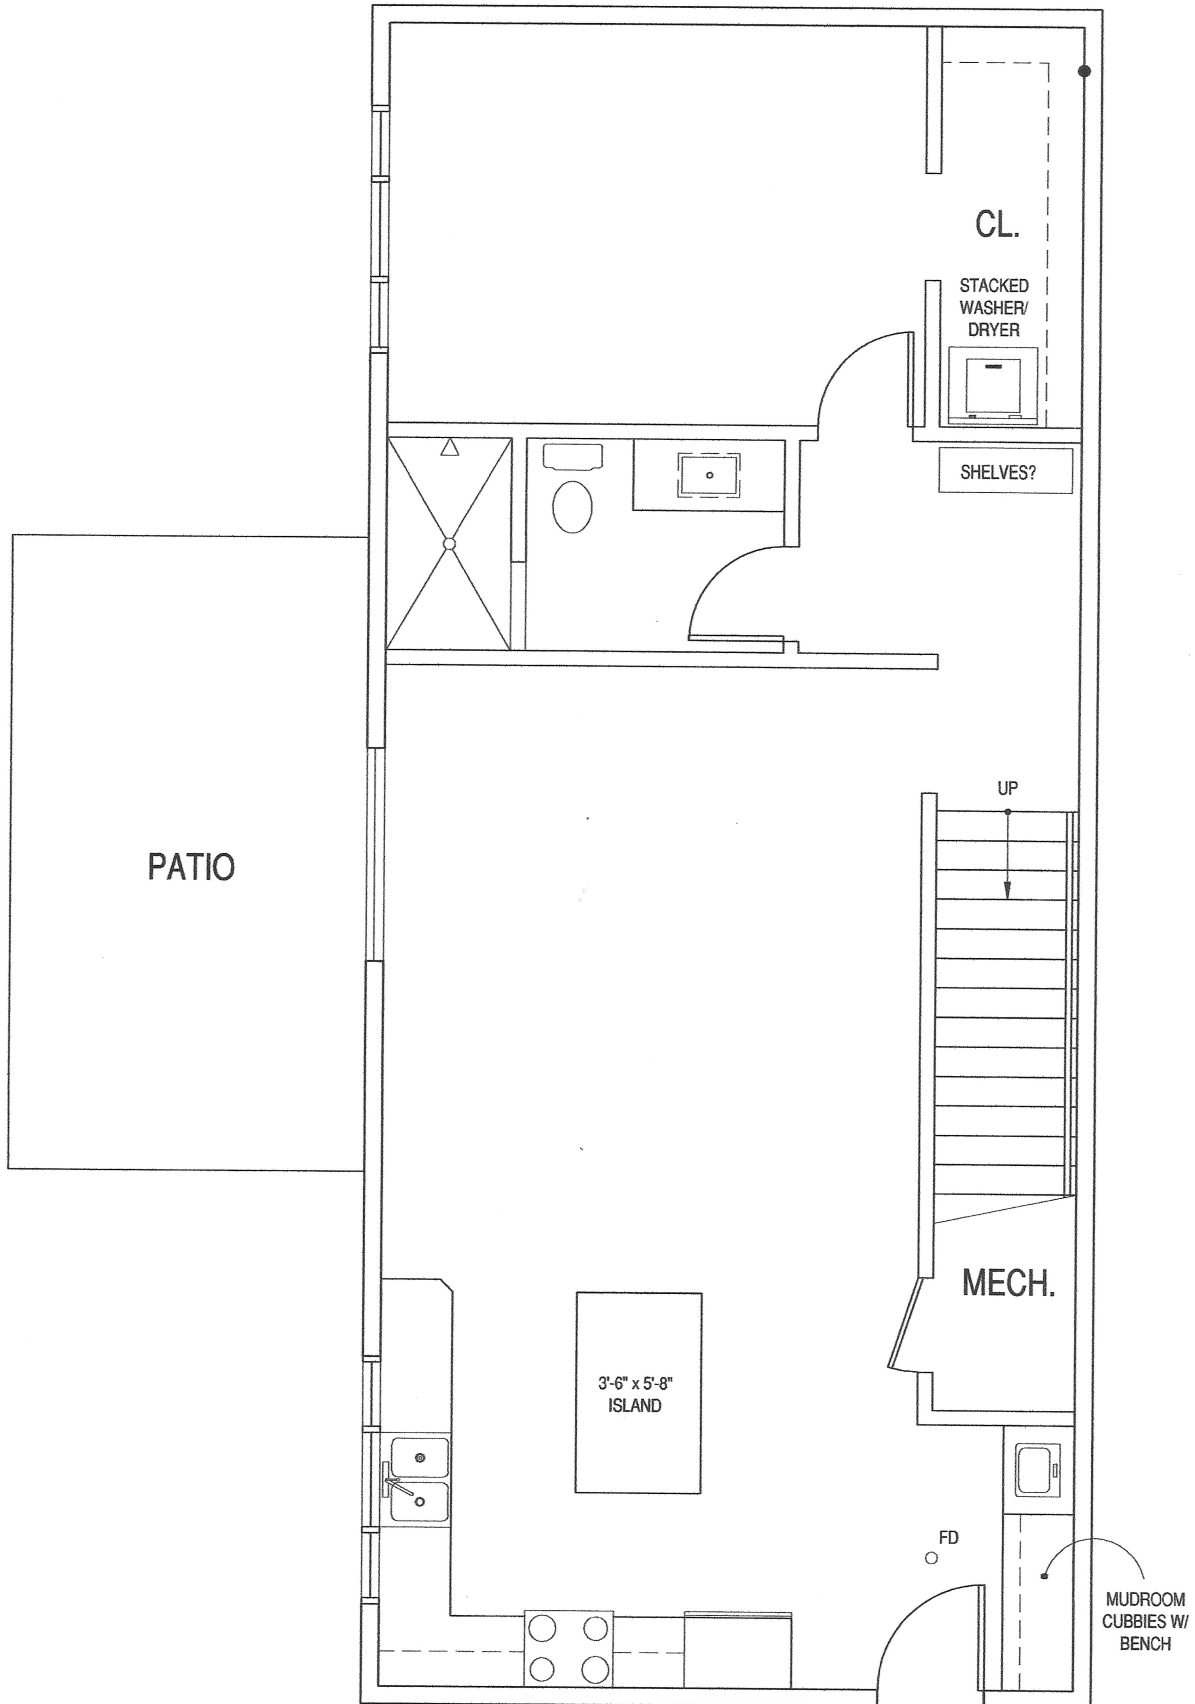 CL.
STACKED
WASHER/
DRYER
SHELVES?
UP
PATIO
MECH.
3'-6" x 5'-8"
ISLAND
FD
MUDROOM
CUBBIES W/
BENCH